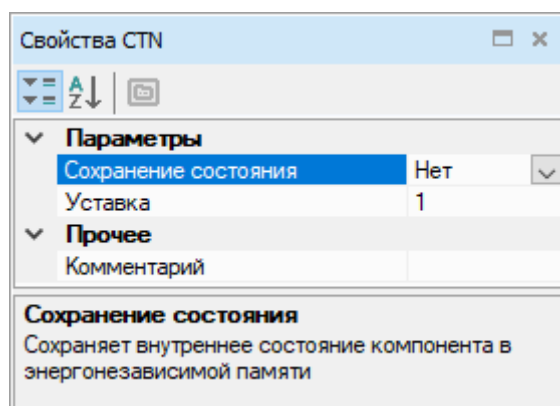 Свойства CTN
Параметры
Сохранение состояния Нет
Уставка 1
Прочее
Комментарий
Сохранение состояния
Сохраняет внутреннее состояние компонента в
энергонезависимой памяти